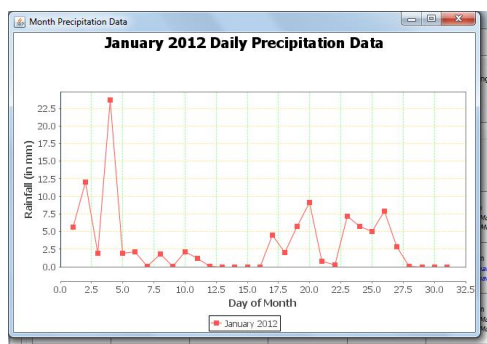 Month Precipitation Data
January 2012 Daily Precipitation Data
Rainfall (in mm)
22.5
20.0
17.5
15.0
12.5
10.0
7.5
5.0
2.5
0.0
0.0 2.5 5.0 7.5 10.0 12.5 15.0 17.5 20.0 22.5 25.0 27.5 30.0 32.5
Day of Month
January 2012